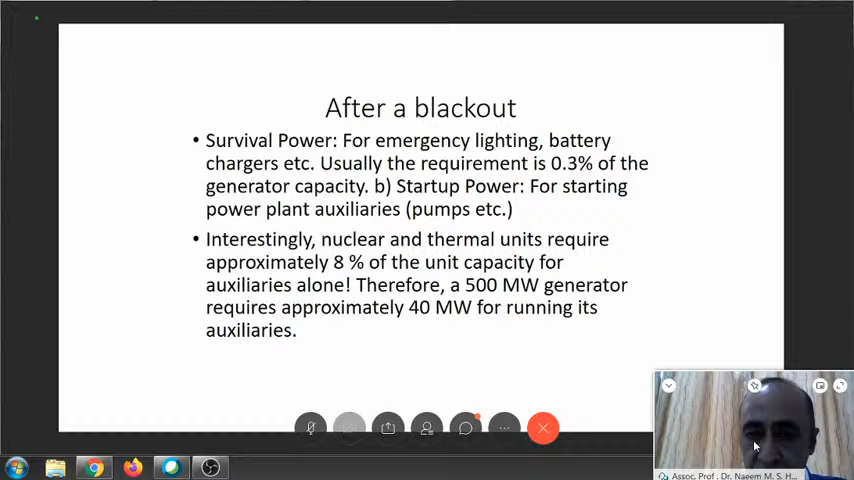 After a blackout
• Survival Power: For emergency lighting, battery
chargers etc. Usually the requirement is 0.3% of the
generator capacity. b) Startup Power: For starting
power plant auxiliaries (pumps etc.)
• Interestingly, nuclear and thermal units require
approximately 8 % of the unit capacity for
auxiliaries alone! Therefore, a 500 MW generator
requires approximately 40 MW for running its
auxiliaries.
Assoc. Prof . Dr. Naeem M. S. H...